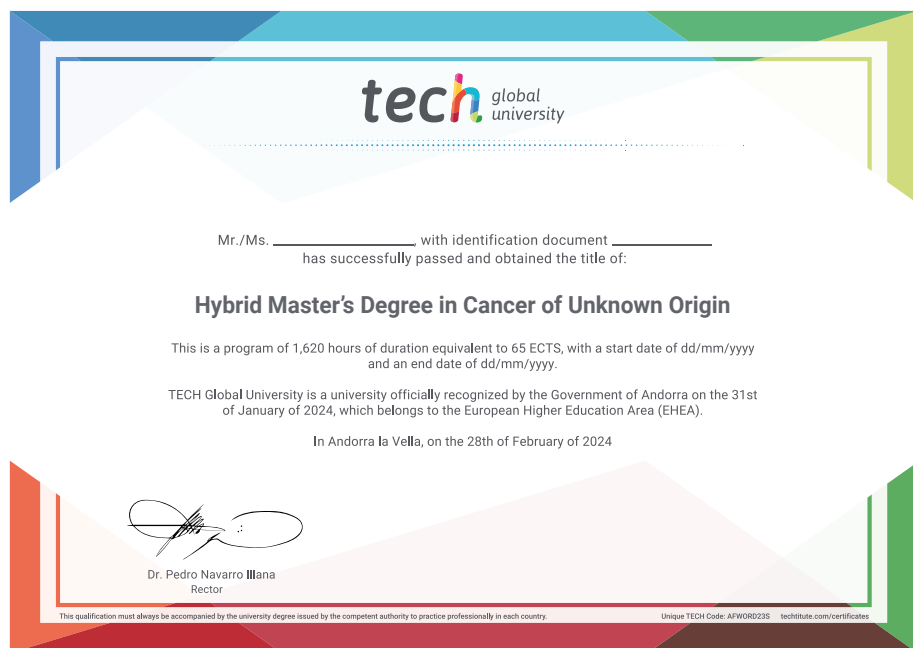 tech global university
Mr./Ms. ____________________, with identification document ______________
has successfully passed and obtained the title of:
Hybrid Master's Degree in Cancer of Unknown Origin
This is a program of 1,620 hours of duration equivalent to 65 ECTS, with a start date of dd/mm/yyyy
and an end date of dd/mm/yyyy.
TECH Global University is a university officially recognized by the Government of Andorra on the 31st
of January of 2024, which belongs to the European Higher Education Area (EHEA).
In Andorra la Vella, on the 28th of February of 2024
Dr. Pedro Navarro Illana
Rector
This qualification must always be accompanied by the university degree issued by the competent authority to practice professionally in each country.
Unique TECH Code: AFWORD23S techtitute.com/certificates